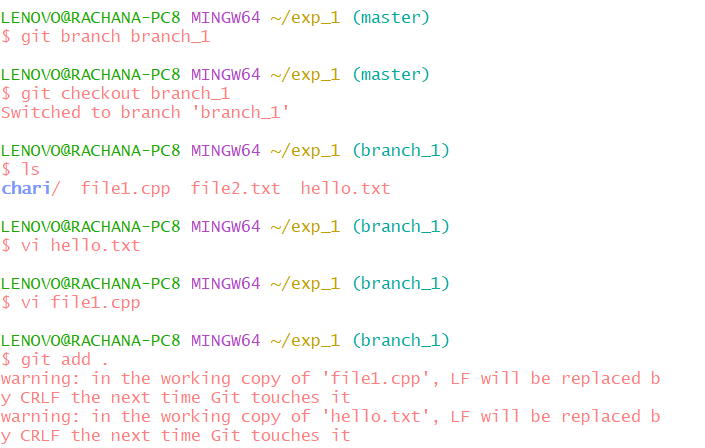 LENOVO@RACHANA-PC8 MINGW64 ~/exp_1 (master)
$ git branch branch_1
LENOVO@RACHANA-PC8 MINGW64 ~/exp_1 (master)
$ git checkout branch_1
Switched to branch 'branch_1'
LENOVO@RACHANA-PC8 MINGW64 ~/exp_1 (branch_1)
$ ls
chari/  file1.cpp  file2.txt  hello.txt
LENOVO@RACHANA-PC8 MINGW64 ~/exp_1 (branch_1)
$ vi hello.txt
LENOVO@RACHANA-PC8 MINGW64 ~/exp_1 (branch_1)
$ vi file1.cpp
LENOVO@RACHANA-PC8 MINGW64 ~/exp_1 (branch_1)
$ git add .
warning: in the working copy of 'file1.cpp', LF will be replaced b
y CRLF the next time Git touches it
warning: in the working copy of 'hello.txt', LF will be replaced b
y CRLF the next time Git touches it